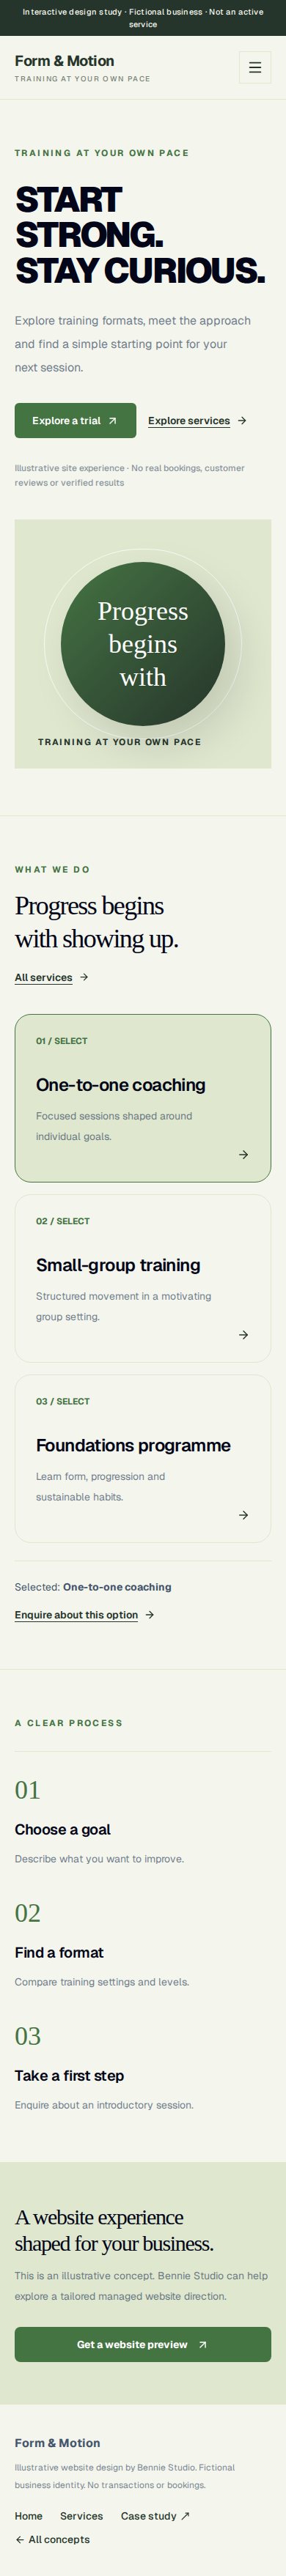 Interactive design study · Fictional business · Not an active
service
Form & Motion
TRAINING AT YOUR OWN PACE
TRAINING AT YOUR OWN PACE
START
STRONG.
STAY CURIOUS.
Explore training formats, meet the approach
and find a simple starting point for your
next session.
Explore a trial ↗
Explore services →
Illustrative site experience · No real bookings, customer
reviews or verified results
Progress
begins
with
TRAINING AT YOUR OWN PACE
WHAT WE DO
Progress begins
with showing up.
All services →
01 / SELECT
One-to-one coaching
Focused sessions shaped around
individual goals.
→
02 / SELECT
Small-group training
Structured movement in a motivating
group setting.
→
03 / SELECT
Foundations programme
Learn form, progression and
sustainable habits.
→
Selected: One-to-one coaching
Enquire about this option →
A CLEAR PROCESS
01
Choose a goal
Describe what you want to improve.
02
Find a format
Compare training settings and levels.
03
Take a first step
Enquire about an introductory session.
A website experience
shaped for your business.
This is an illustrative concept. Bennie Studio can help
explore a tailored managed website direction.
Get a website preview ↗
Form & Motion
Illustrative website design by Bennie Studio. Fictional
business identity. No transactions or bookings.
Home Services Case study ↗
← All concepts